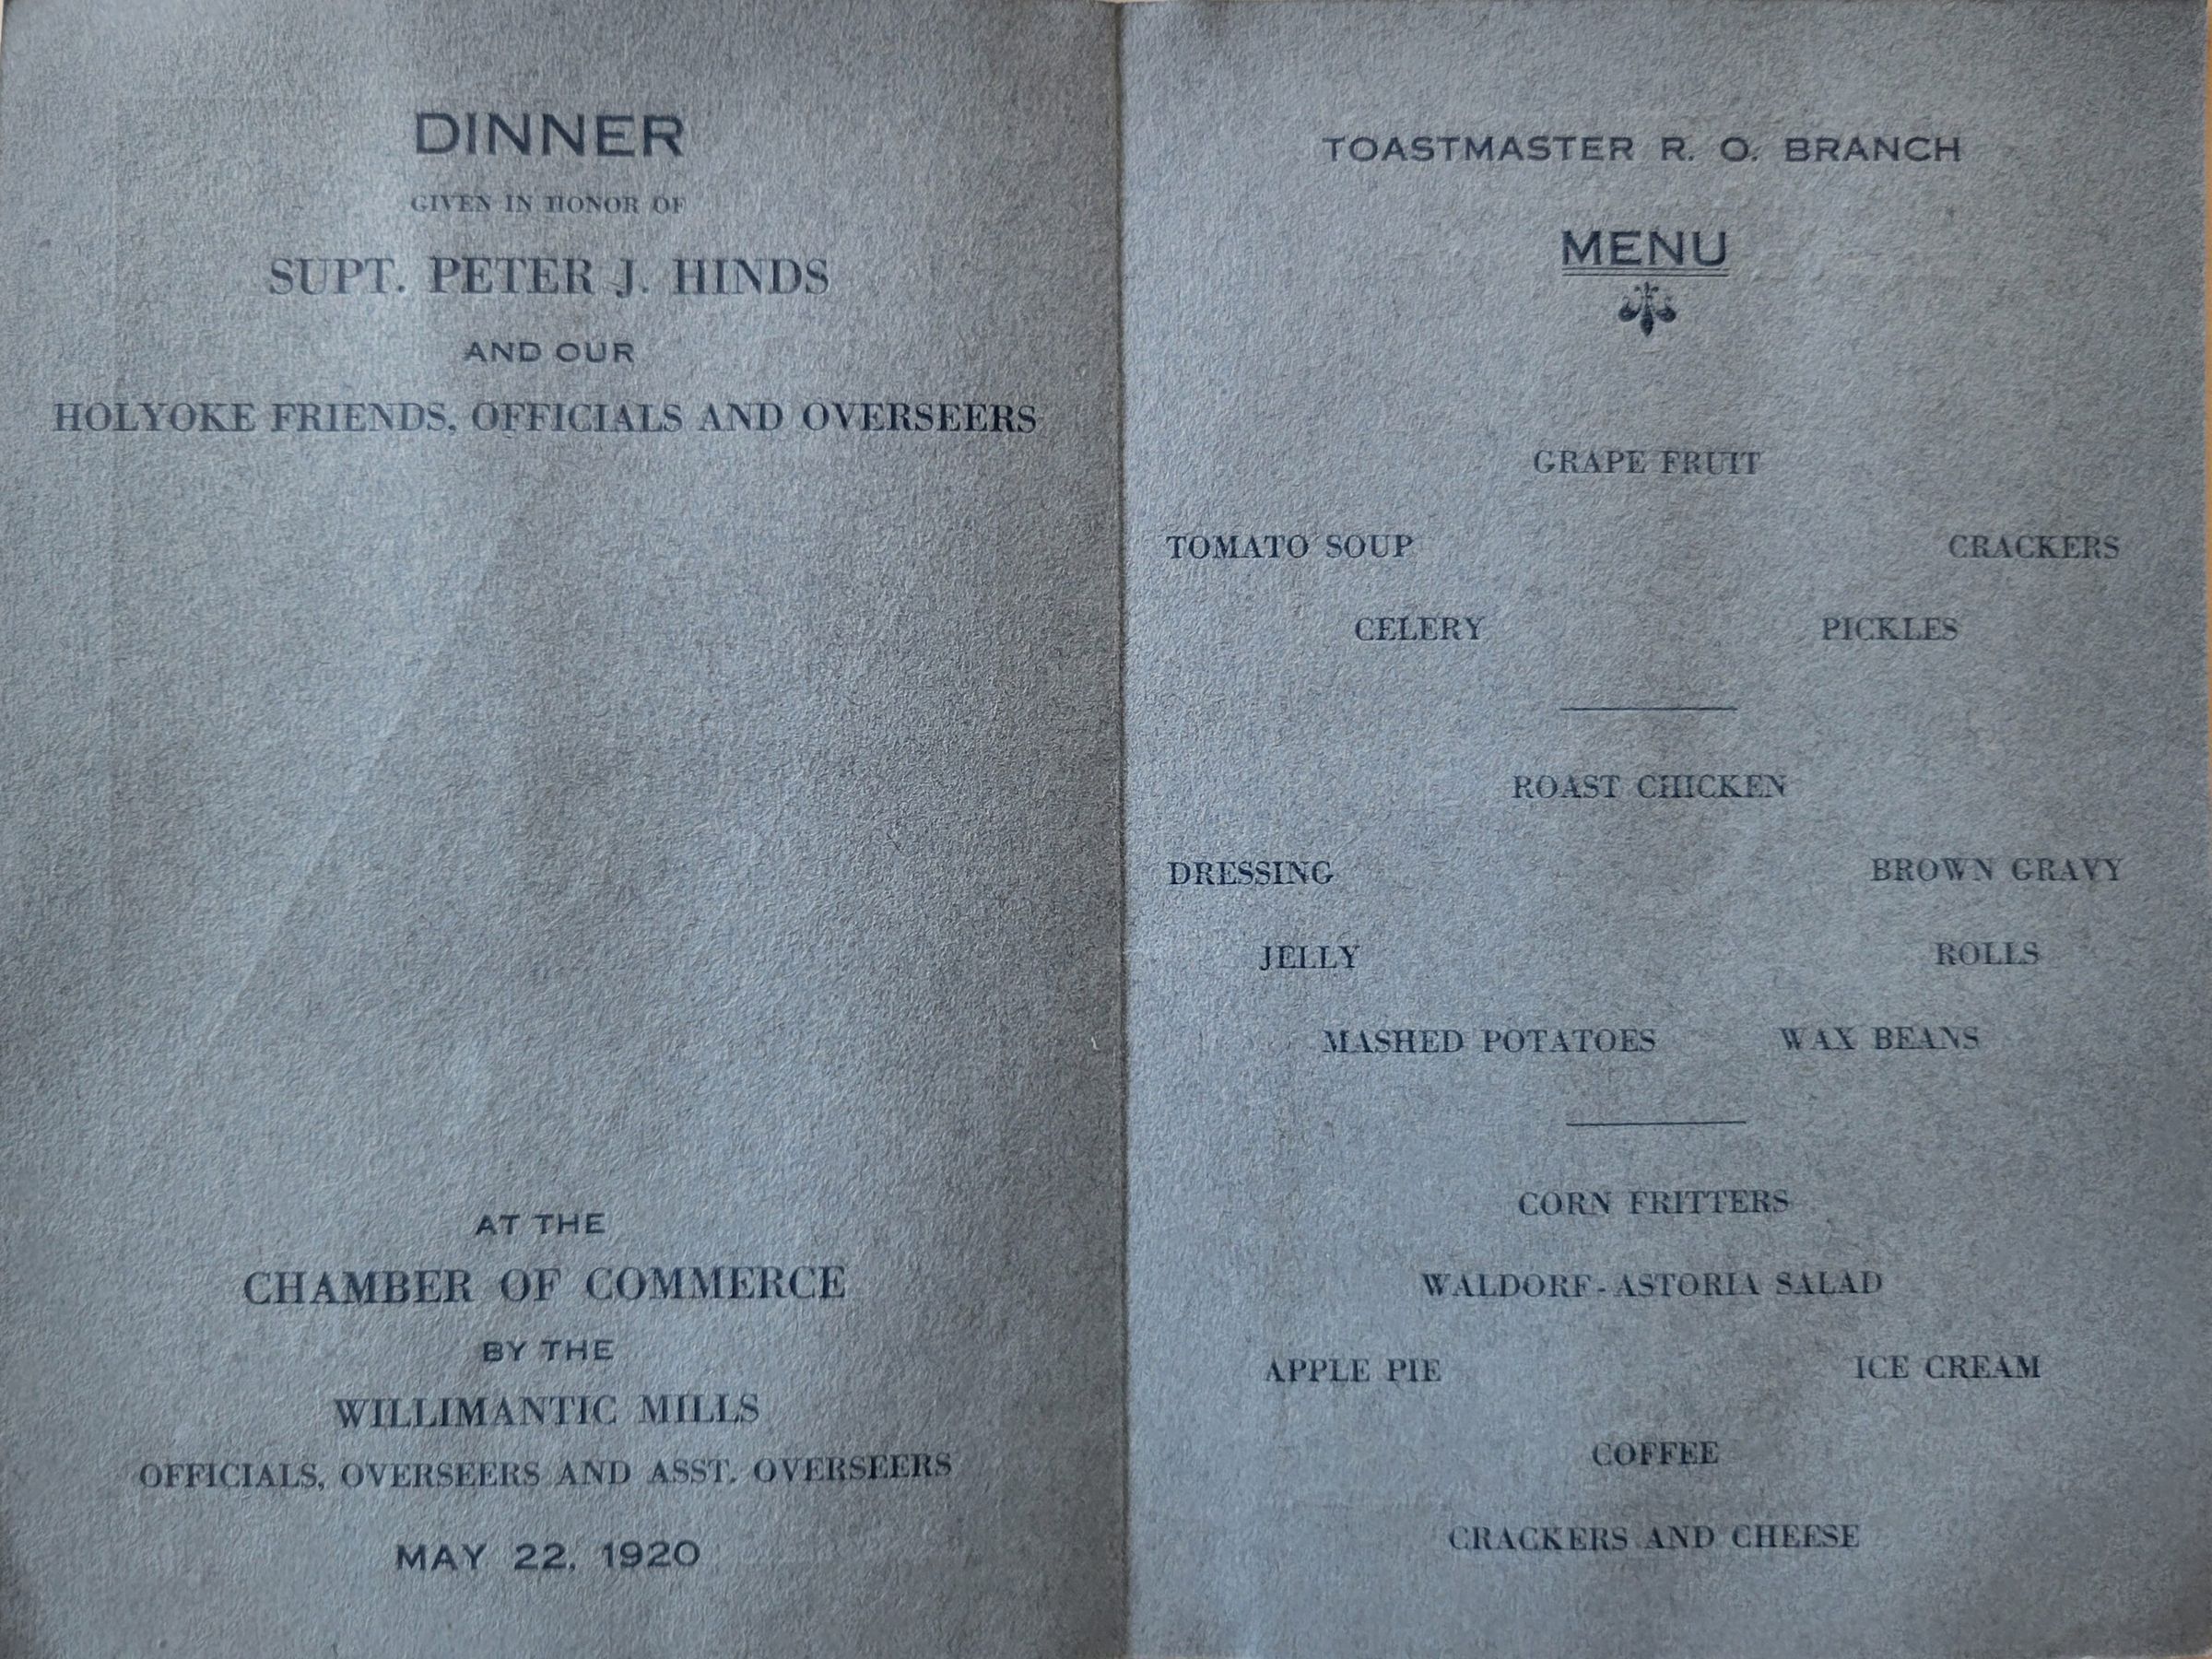 DINNER
GIVEN IN HONOR OF
SUPT. PETER J. HINDS
AND OUR
HOLYOKE FRIENDS, OFFICIALS AND OVERSEERS
AT THE
CHAMBER OF COMMERCE
BY THE
WILLIMANTIC MILLS
OFFICIALS, OVERSEERS AND ASST. OVERSEERS
MAY 22, 1920
TOASTMASTER R. O. BRANCH
MENU
GRAPE FRUIT
TOMATO SOUP CRACKERS
CELERY PICKLES
ROAST CHICKEN
DRESSING BROWN GRAVY
JELLY ROLLS
MASHED POTATOES WAX BEANS
CORN FRITTERS
WALDORF-ASTORIA SALAD
APPLE PIE ICE CREAM
COFFEE
CRACKERS AND CHEESE